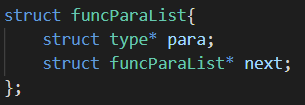 struct funcParaList{
    struct type* para;
    struct funcParaList* next;
};